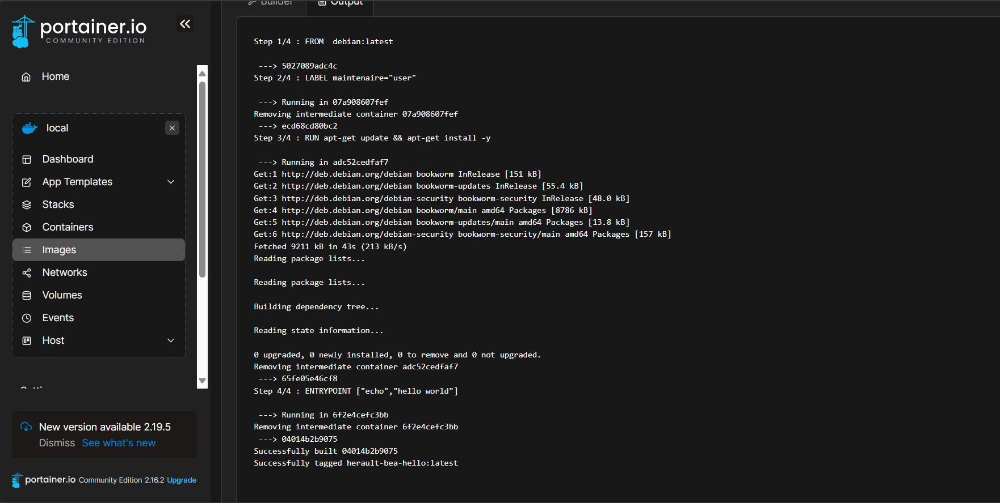 portainer.io
COMMUNITY EDITION
Home
local
Dashboard
App Templates
Stacks
Containers
Images
Networks
Volumes
Events
Host
New version available 2.19.5
Dismiss See what's new
portainer.io Community Edition 2.16.2 Upgrade
Builder
Output
Step 1/4 : FROM  debian:latest
---> 5027089adc4c
Step 2/4 : LABEL maintenaire="user"
---> Running in 07a908607fef
Removing intermediate container 07a908607fef
---> ecd68cd80bc2
Step 3/4 : RUN apt-get update && apt-get install -y
---> Running in adc52cedfaf7
Get:1 http://deb.debian.org/debian bookworm InRelease [151 kB]
Get:2 http://deb.debian.org/debian bookworm-updates InRelease [55.4 kB]
Get:3 http://deb.debian.org/debian-security bookworm-security InRelease [48.0 kB]
Get:4 http://deb.debian.org/debian bookworm/main amd64 Packages [8786 kB]
Get:5 http://deb.debian.org/debian bookworm-updates/main amd64 Packages [13.8 kB]
Get:6 http://deb.debian.org/debian-security bookworm-security/main amd64 Packages [157 kB]
Fetched 9211 kB in 43s (213 kB/s)
Reading package lists...
Reading package lists...
Building dependency tree...
Reading state information...
0 upgraded, 0 newly installed, 0 to remove and 0 not upgraded.
Removing intermediate container adc52cedfaf7
---> 65fe05e46cf8
Step 4/4 : ENTRYPOINT ["echo","hello world"]
---> Running in 6f2e4cefc3bb
Removing intermediate container 6f2e4cefc3bb
---> 04014b2b9075
Successfully built 04014b2b9075
Successfully tagged herault-bea-hello:latest